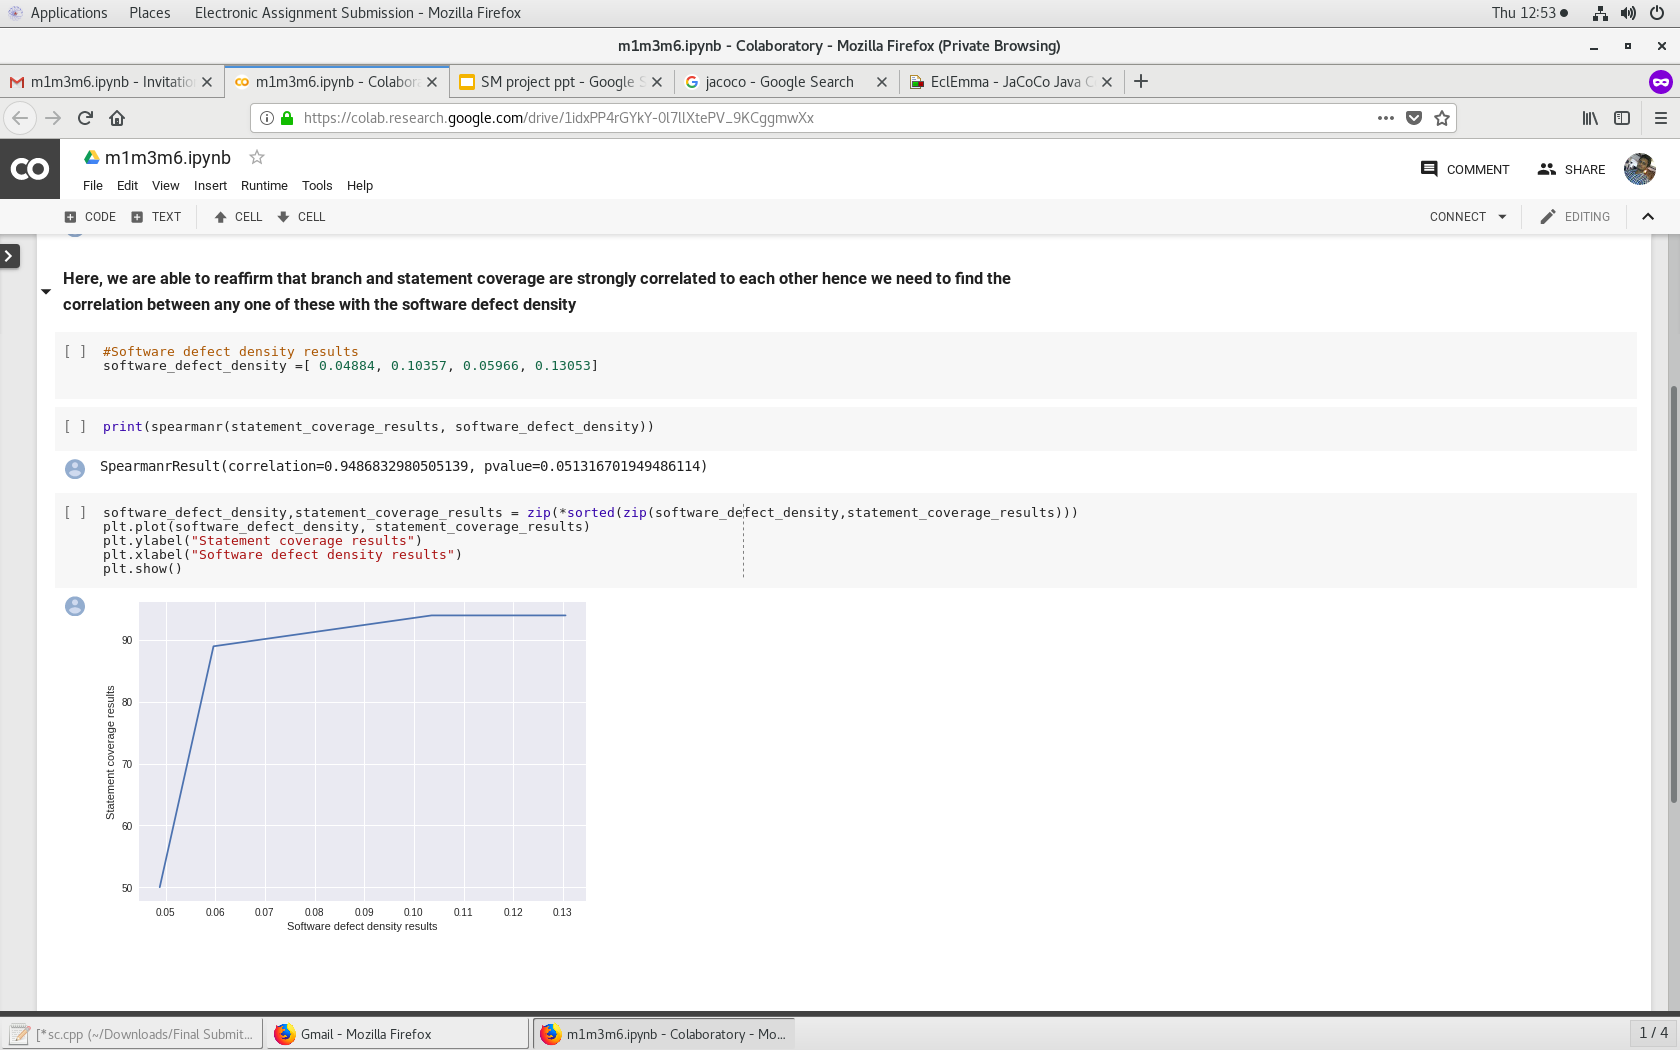 Applications Places Electronic Assignment Submission - Mozilla Firefox Thu 12:53
m1m3m6.ipynb - Colaboratory - Mozilla Firefox (Private Browsing)
m1m3m6.ipynb - Invitatio m1m3m6.ipynb - Colabora SM project ppt - Google S jacoco - Google Search EclEmma - JaCoCo Java C
https://colab.research.google.com/drive/1idxPP4rGYkY-0l7llXtePV_9KCggmwXx
CO m1m3m6.ipynb
COMMENT SHARE
File Edit View Insert Runtime Tools Help
CODE TEXT CELL CELL CONNECT EDITING
Here, we are able to reaffirm that branch and statement coverage are strongly correlated to each other hence we need to find the
correlation between any one of these with the software defect density
[ ] #Software defect density results
software_defect_density =[ 0.04884, 0.10357, 0.05966, 0.13053]
[ ] print(spearmanr(statement_coverage_results, software_defect_density))
SpearmanrResult(correlation=0.9486832980505139, pvalue=0.051316701949486114)
[ ] software_defect_density,statement_coverage_results = zip(*sorted(zip(software_defect_density,statement_coverage_results)))
plt.plot(software_defect_density, statement_coverage_results)
plt.ylabel("Statement coverage results")
plt.xlabel("Software defect density results")
plt.show()
90
80
70
60
50
Statement coverage results
0.05 0.06 0.07 0.08 0.09 0.10 0.11 0.12 0.13
Software defect density results
[*sc.cpp (~/Downloads/Final Submit... Gmail - Mozilla Firefox m1m3m6.ipynb - Colaboratory - Mo... 1 / 4